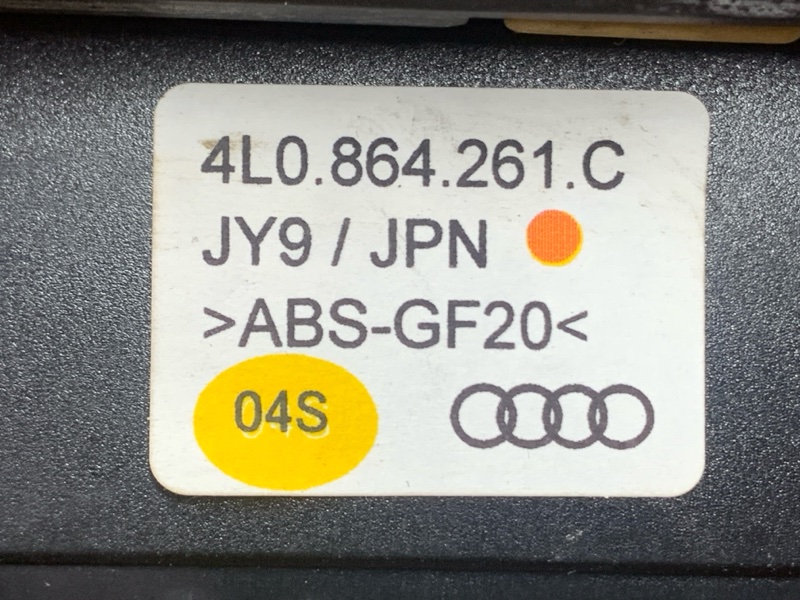 4L0.864.261.C
JY9 / JPN
>ABS-GF20<
04S